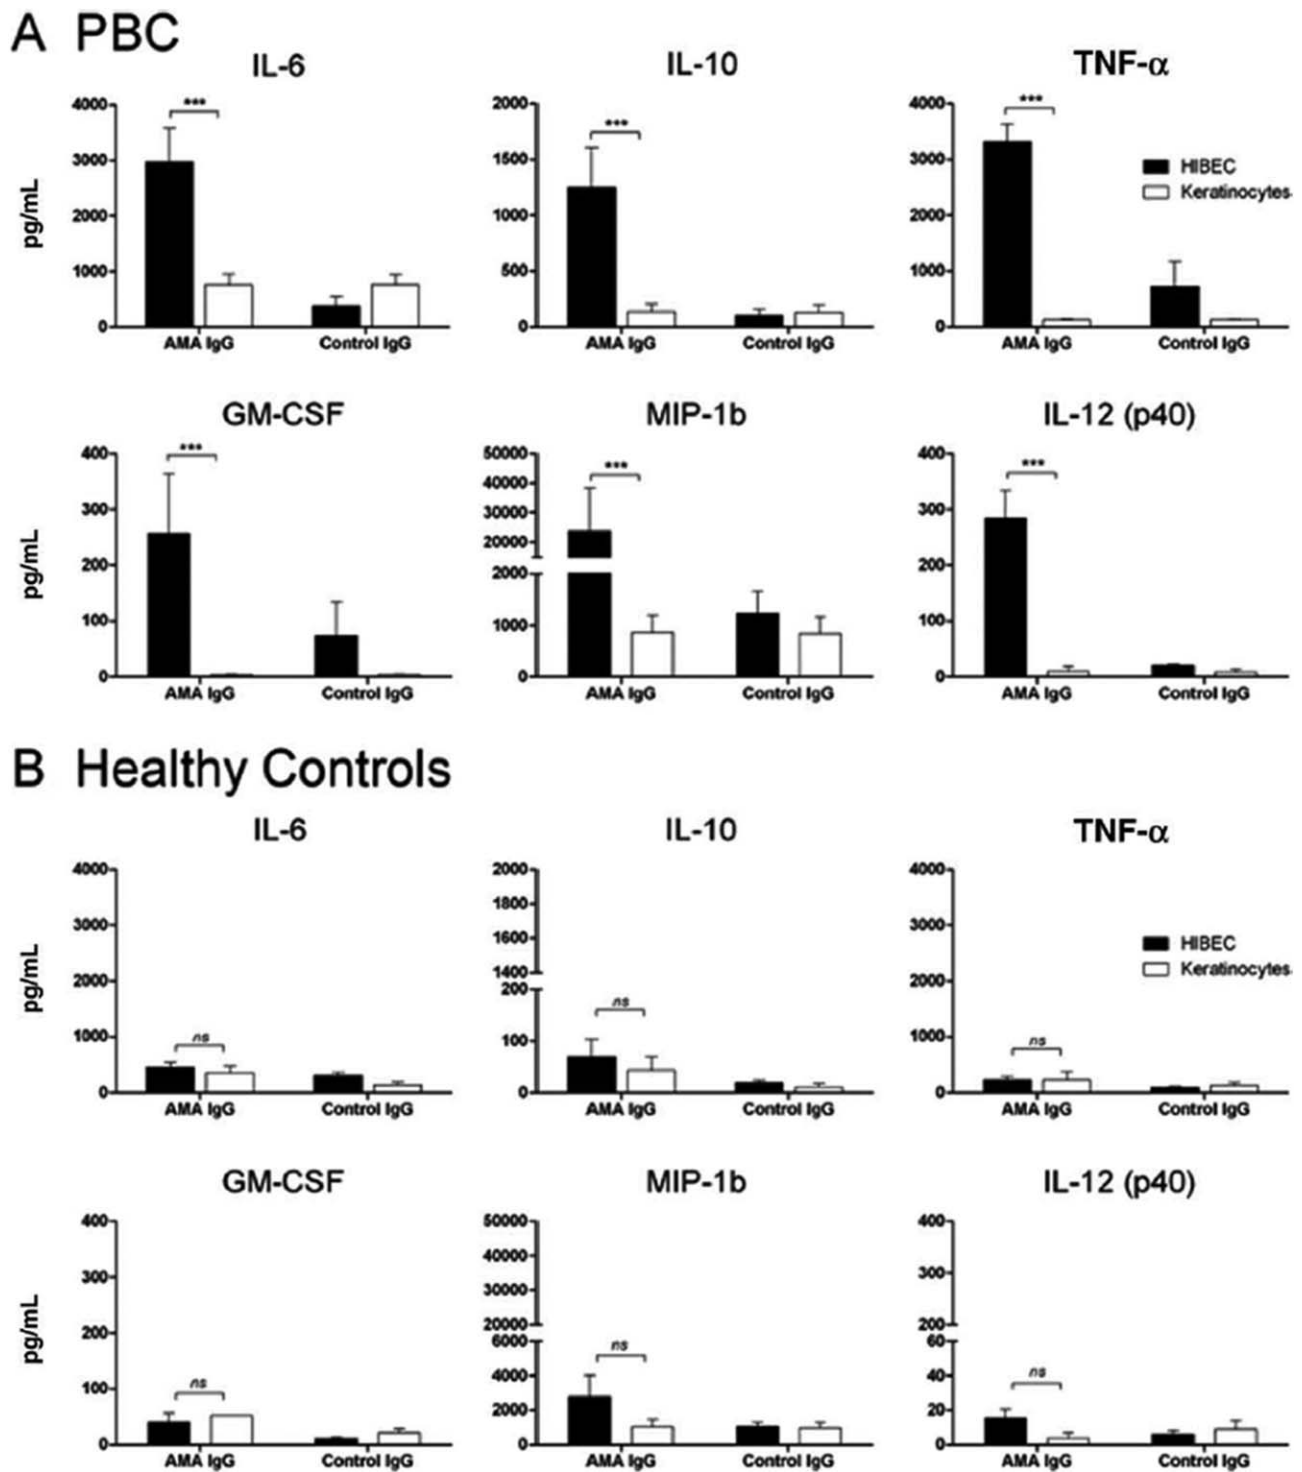 A PBC
IL-6
IL-10
TNF-α
4000
3000
2000
1000
0
pg/mL
***
AMA IgG
Control IgG
2000
1500
1000
500
0
***
AMA IgG
Control IgG
4000
3000
2000
1000
0
***
HIBEC
Keratinocytes
AMA IgG
Control IgG
GM-CSF
MIP-1b
IL-12 (p40)
400
300
200
100
0
pg/mL
***
AMA IgG
Control IgG
50000
40000
30000
20000
2000
1000
0
***
AMA IgG
Control IgG
400
300
200
100
0
***
AMA IgG
Control IgG
B Healthy Controls
IL-6
IL-10
TNF-α
4000
3000
2000
1000
0
pg/mL
ns
AMA IgG
Control IgG
2000
1800
1600
1400
200
100
0
ns
AMA IgG
Control IgG
4000
3000
2000
1000
0
ns
HIBEC
Keratinocytes
AMA IgG
Control IgG
GM-CSF
MIP-1b
IL-12 (p40)
400
300
200
100
0
pg/mL
ns
AMA IgG
Control IgG
50000
40000
30000
20000
6000
4000
2000
0
ns
AMA IgG
Control IgG
400
300
200
60
40
20
0
ns
AMA IgG
Control IgG